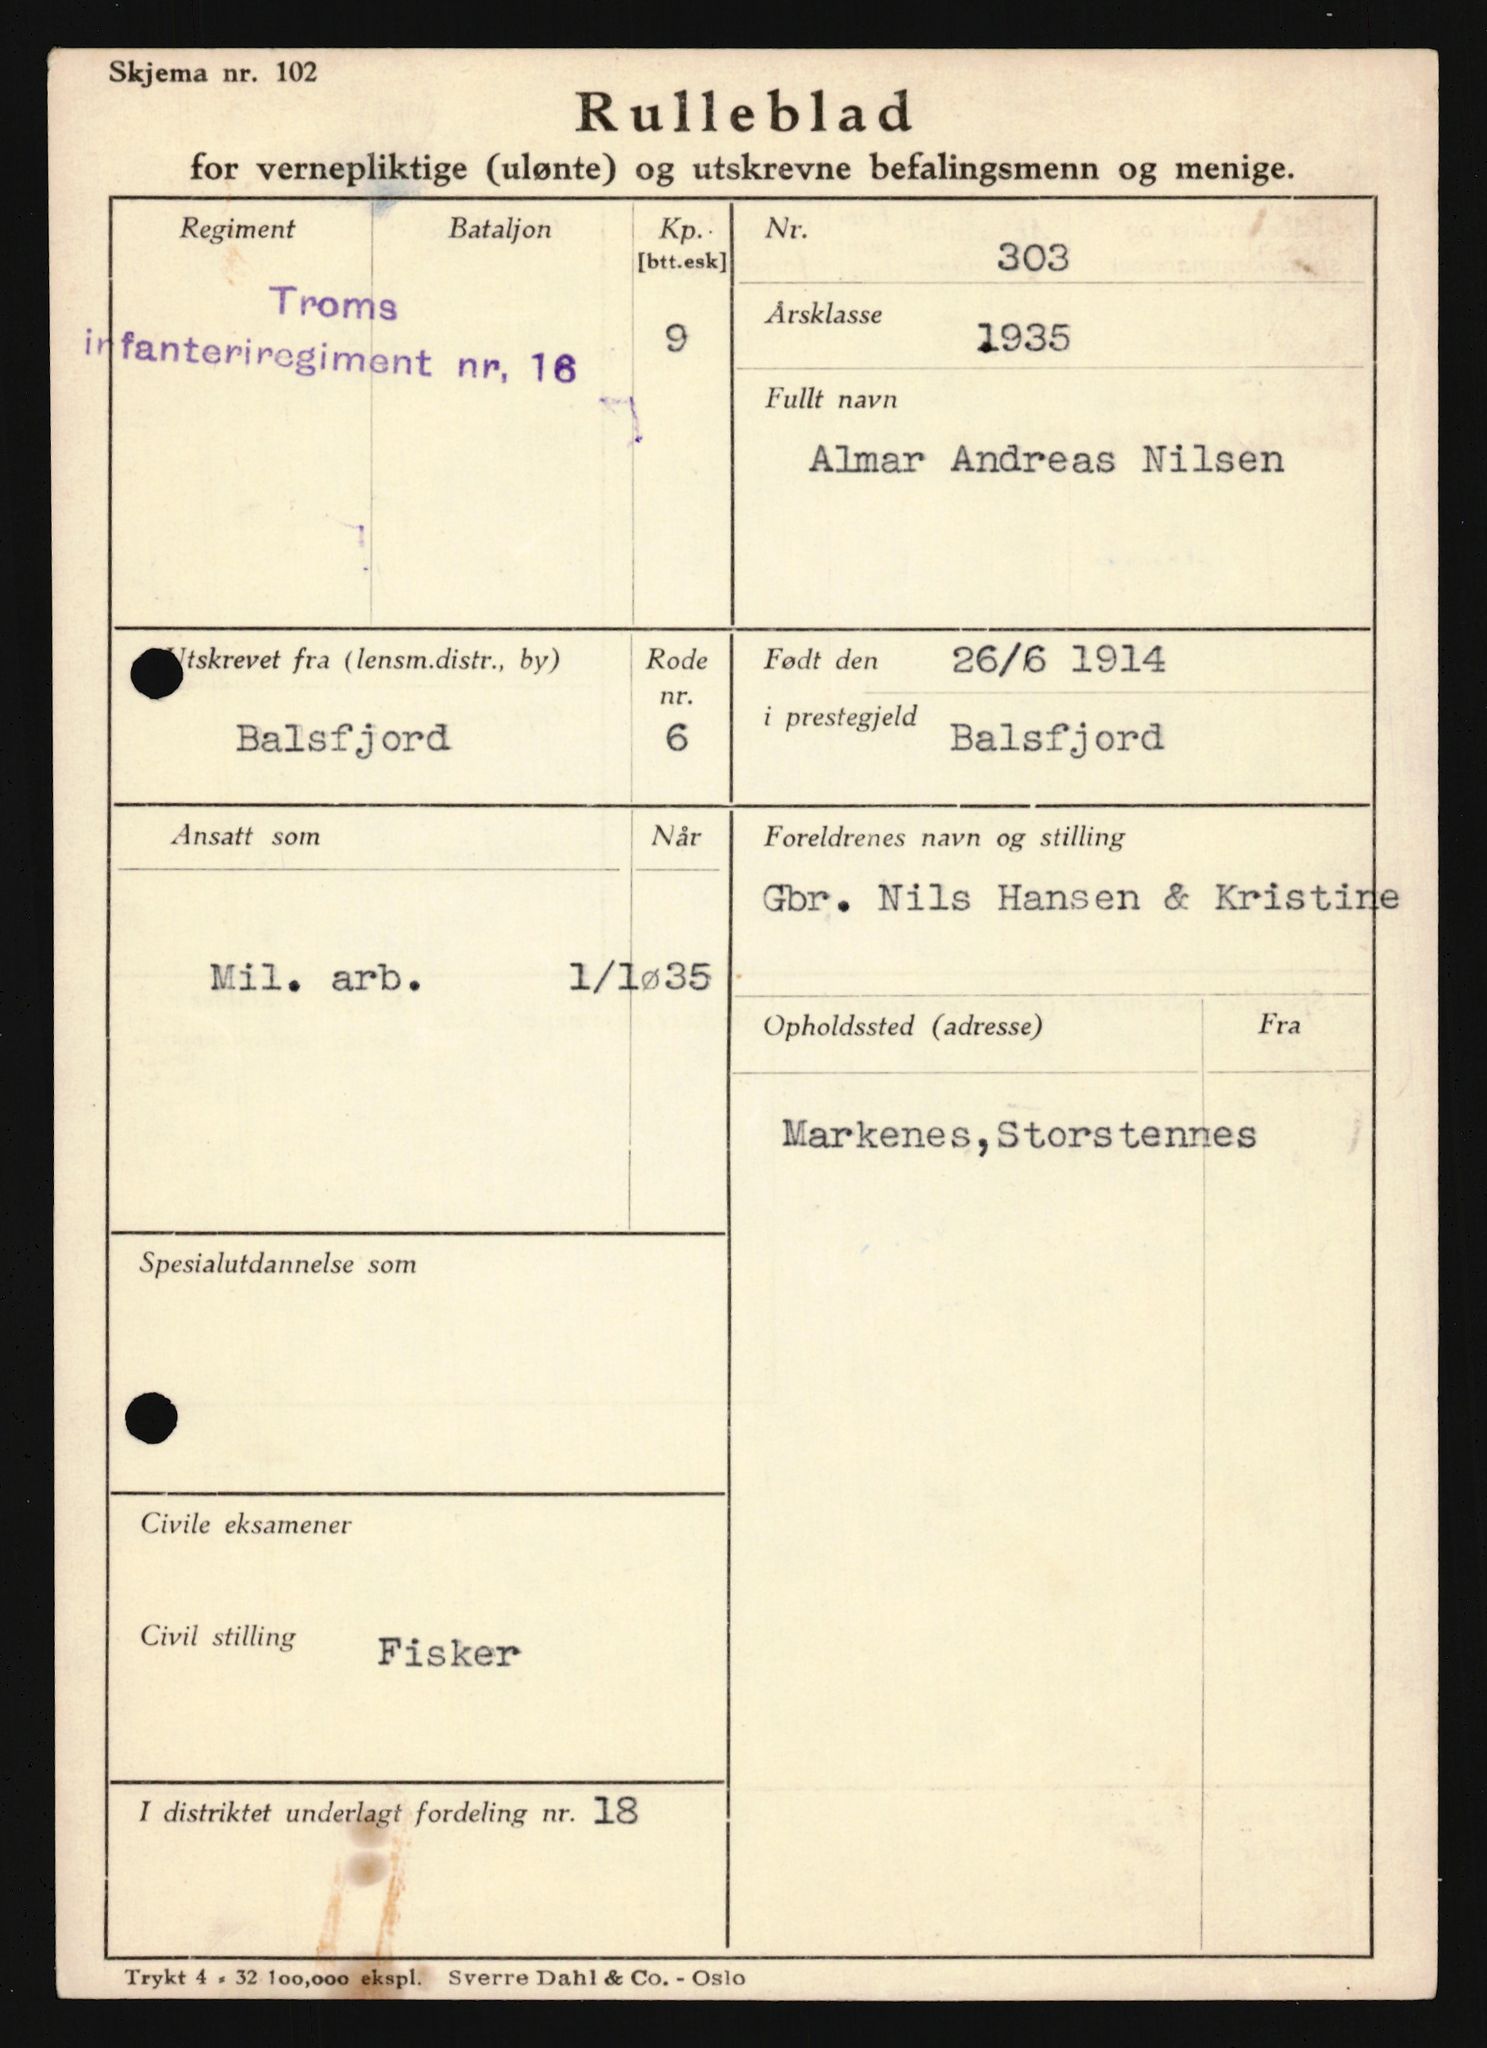 Skjema nr. 102
Rulleblad
for vernepliktige (ulønte) og utskrevne befalingsmenn og menige.
Regiment
Bataljon
Kp.
[btt.esk]
Troms
infanteriregiment nr. 16
9
Nr.
303
Årsklasse
1935
Fullt navn
Almar Andreas Nilsen
Utskrevet fra (lensm.distr., by)
Balsfjord
Rode
nr.
6
Født den 26/6 1914
i prestegjeld Balsfjord
Ansatt som
Når
Mil. arb. 1/1ø35
Foreldrenes navn og stilling
Gbr. Nils Hansen & Kristine
Opholdssted (adresse)
Fra
Markenes,Storstennes
Spesialutdannelse som
Civile eksamener
Civil stilling Fisker
I distriktet underlagt fordeling nr. 18
Trykt 4 - 32 100,000 ekspl. Sverre Dahl & Co. - Oslo